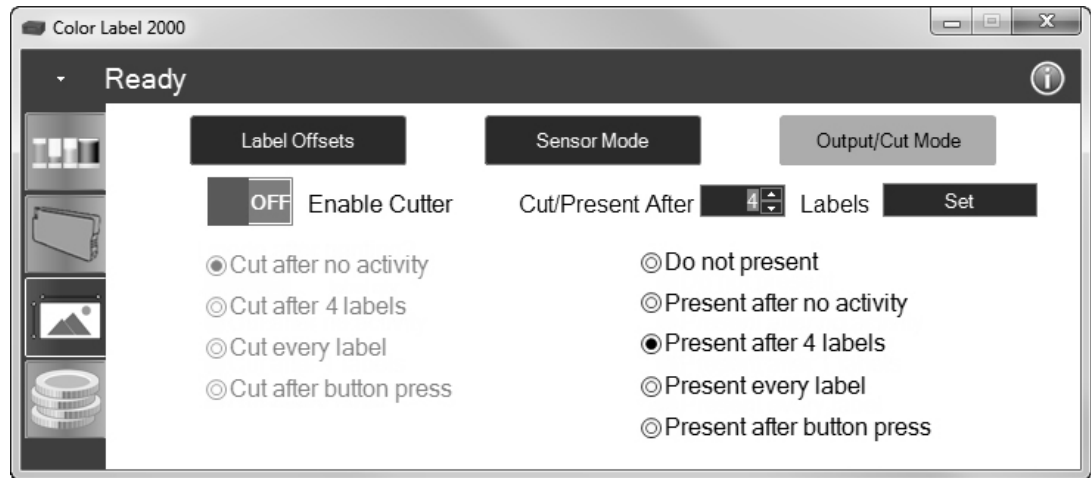 Color Label 2000
Ready
Label Offsets Sensor Mode Output/Cut Mode
OFF Enable Cutter Cut/Present After 4 Labels Set
Cut after no activity
Cut after 4 labels
Cut every label
Cut after button press
Do not present
Present after no activity
Present after 4 labels
Present every label
Present after button press